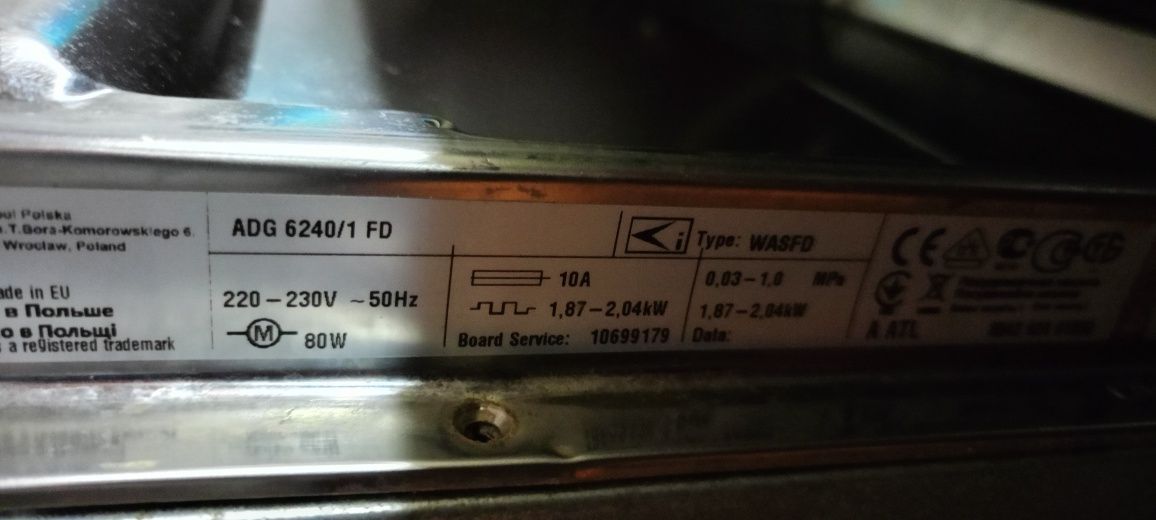 Polska
.T.Bora-Komorowskiego 6.
Wroclaw, Poland
ade in EU
в Польше
о в Польщі
a registered trademark
ADG 6240/1 FD
220-230V ~50Hz
M 80W
10A
1,87-2,04kW
Board Service: 10699179
i Type: WASFD
0,03-1,0 MPa
1,87-2,04kW
Data:
CE
A ATL